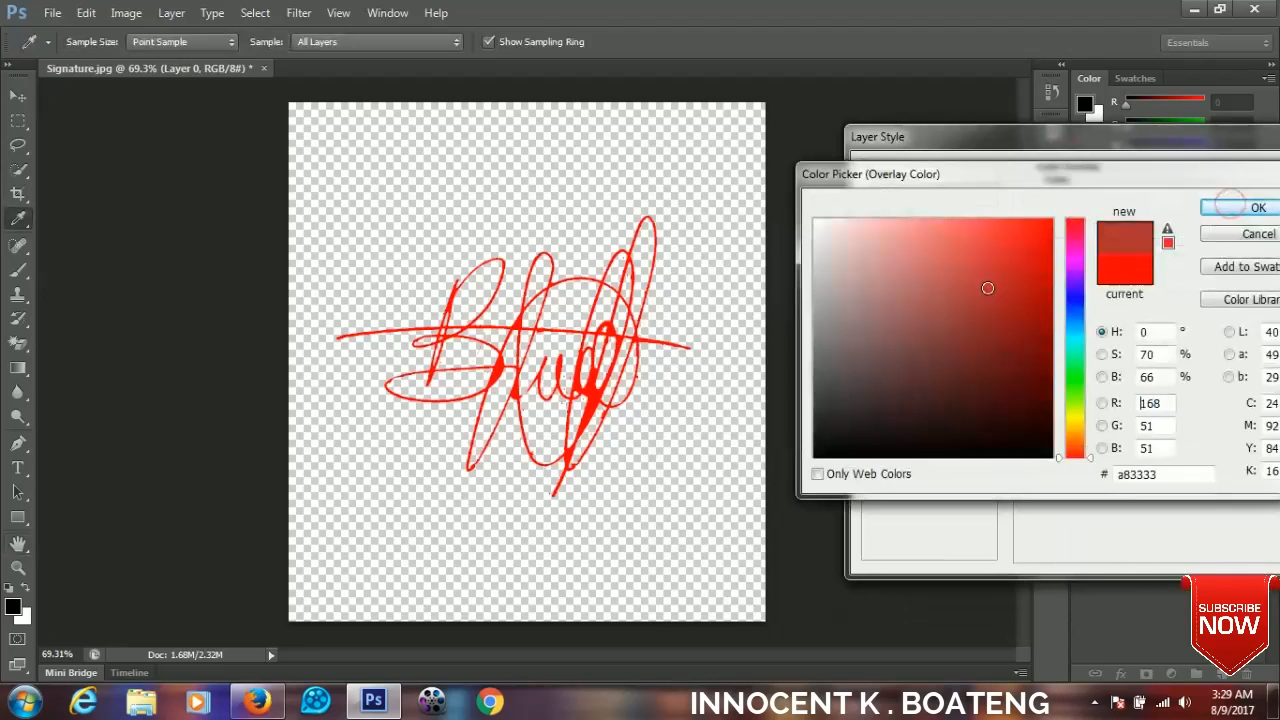 Ps File Edit Image Layer Type Select Filter View Window Help
Sample Size: Point Sample Sample: All Layers Show Sampling Ring Essentials
Signature.jpg @ 69.3% (Layer 0, RGB/8#) * ×
Color Swatches
R 0
Layer Style
Color Picker (Overlay Color)
new
OK
Cancel
Add to Swat
current
Color Librar
H: 0 ° L: 40
S: 70 % a: 49
B: 66 % b: 29
R: 168 C: 24
G: 51 M: 92
B: 51 Y: 84
# a83333 K: 16
Only Web Colors
69.31% Doc: 1.68M/2.32M
Mini Bridge Timeline
SUBSCRIBE
NOW
INNOCENT K . BOATENG
3:29 AM
8/9/2017